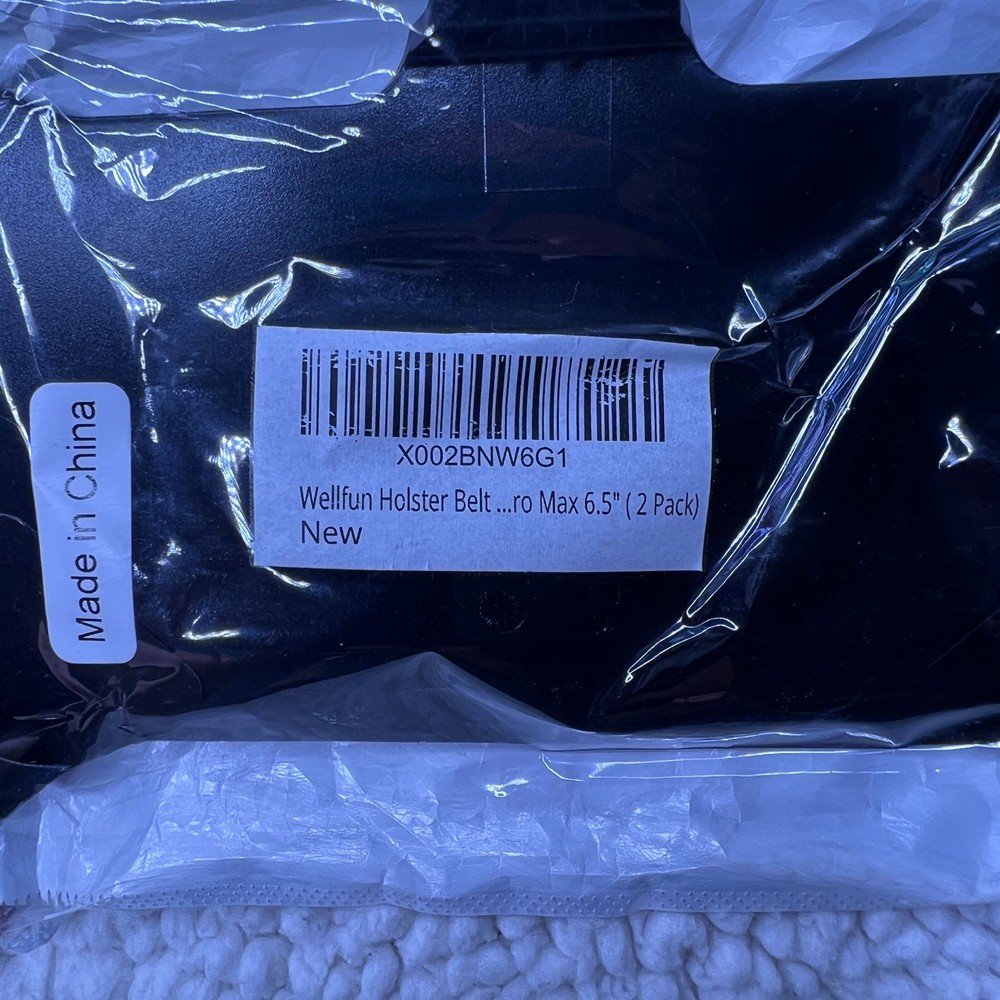 Made in China
X002BNW6G1
Wellfun Holster Belt ...ro Max 6.5" ( 2 Pack)
New